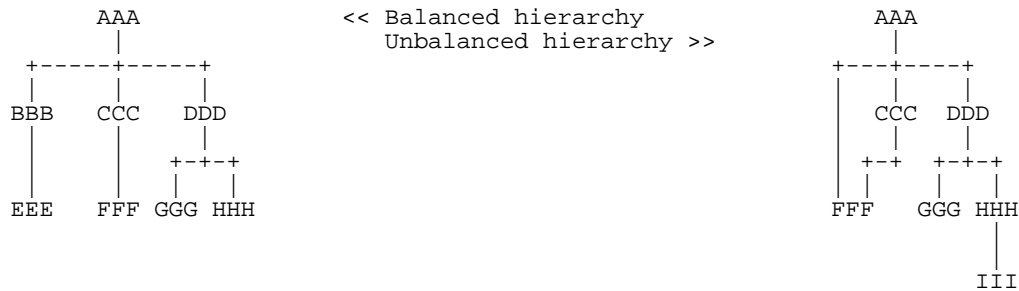 AAA << Balanced hierarchy AAA
Unbalanced hierarchy >>
BBB CCC DDD CCC DDD
EEE FFF GGG HHH FFF GGG HHH
III